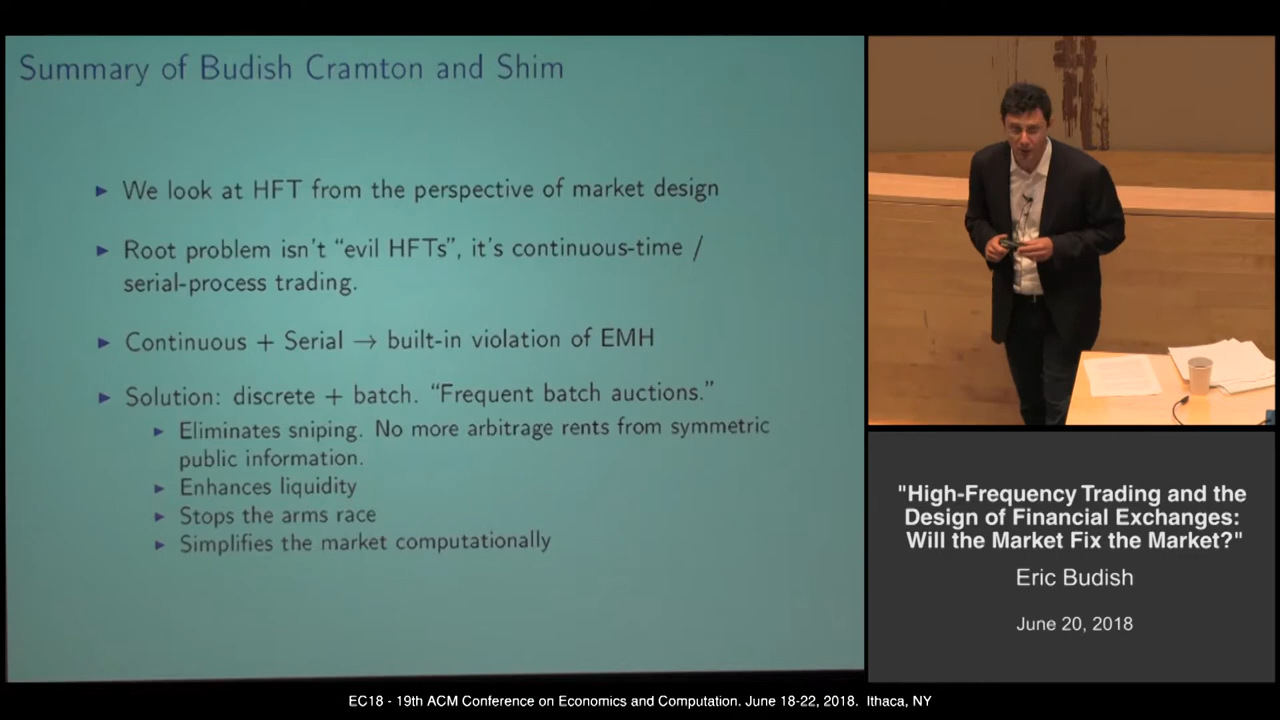 Summary of Budish Cramton and Shim
► We look at HFT from the perspective of market design
► Root problem isn't "evil HFTs", it's continuous-time /
serial-process trading.
► Continuous + Serial → built-in violation of EMH
► Solution: discrete + batch. "Frequent batch auctions."
► Eliminates sniping. No more arbitrage rents from symmetric
public information.
► Enhances liquidity
► Stops the arms race
► Simplifies the market computationally
"High-Frequency Trading and the
Design of Financial Exchanges:
Will the Market Fix the Market?"
Eric Budish
June 20, 2018
EC18 - 19th ACM Conference on Economics and Computation. June 18-22, 2018. Ithaca, NY